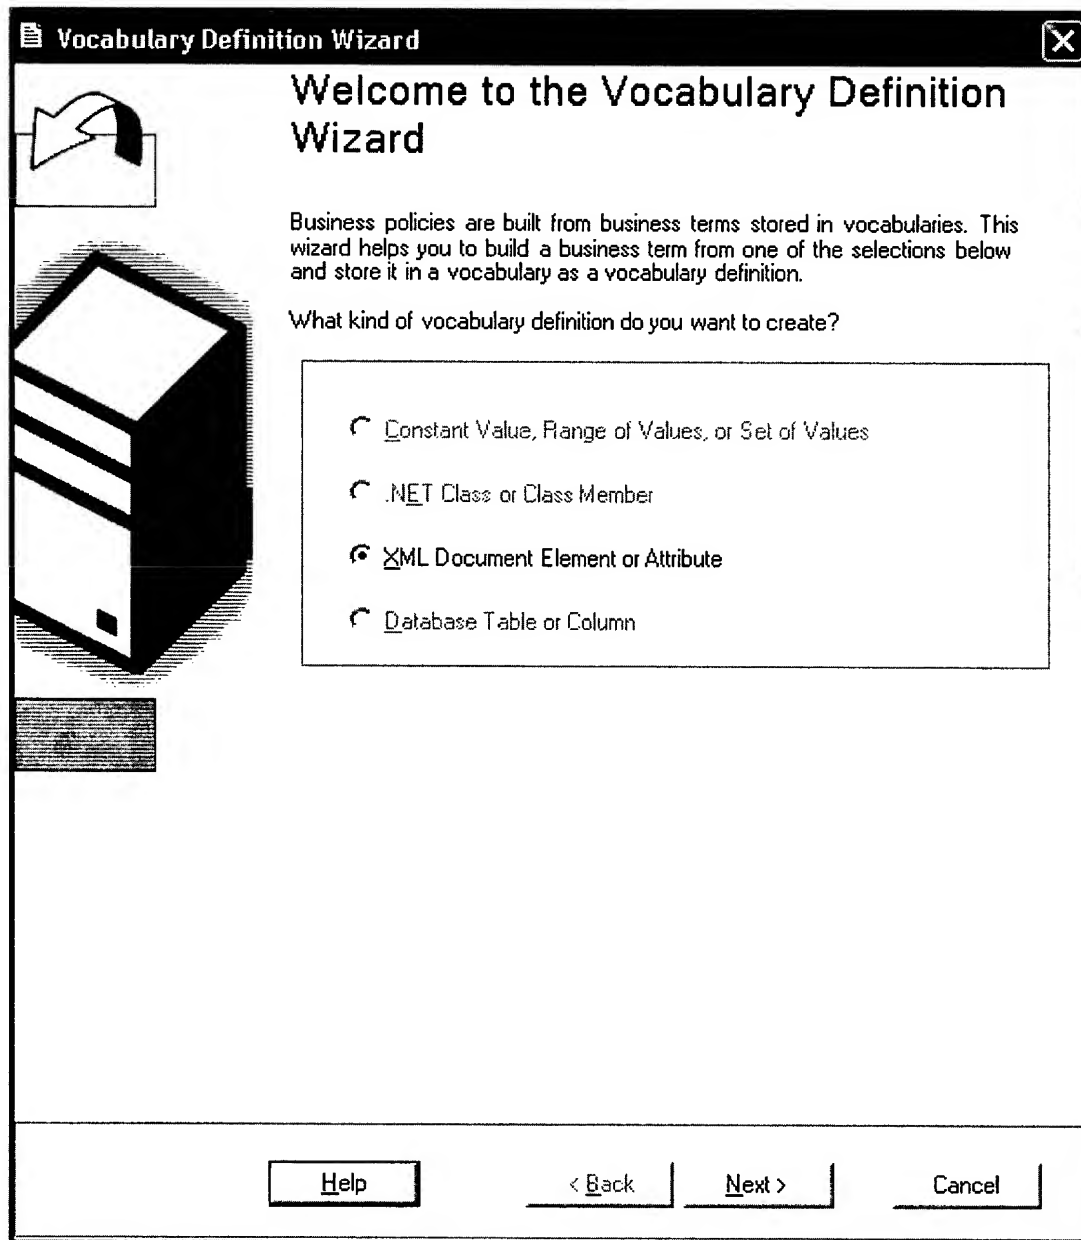 Vocabulary Definition Wizard
Welcome to the Vocabulary Definition
Wizard
Business policies are built from business terms stored in vocabularies. This
wizard helps you to build a business term from one of the selections below
and store it in a vocabulary as a vocabulary definition.
What kind of vocabulary definition do you want to create?
Constant Value, Range of Values, or Set of Values
.NET Class or Class Member
XML Document Element or Attribute
Database Table or Column
Help
< Back
Next >
Cancel